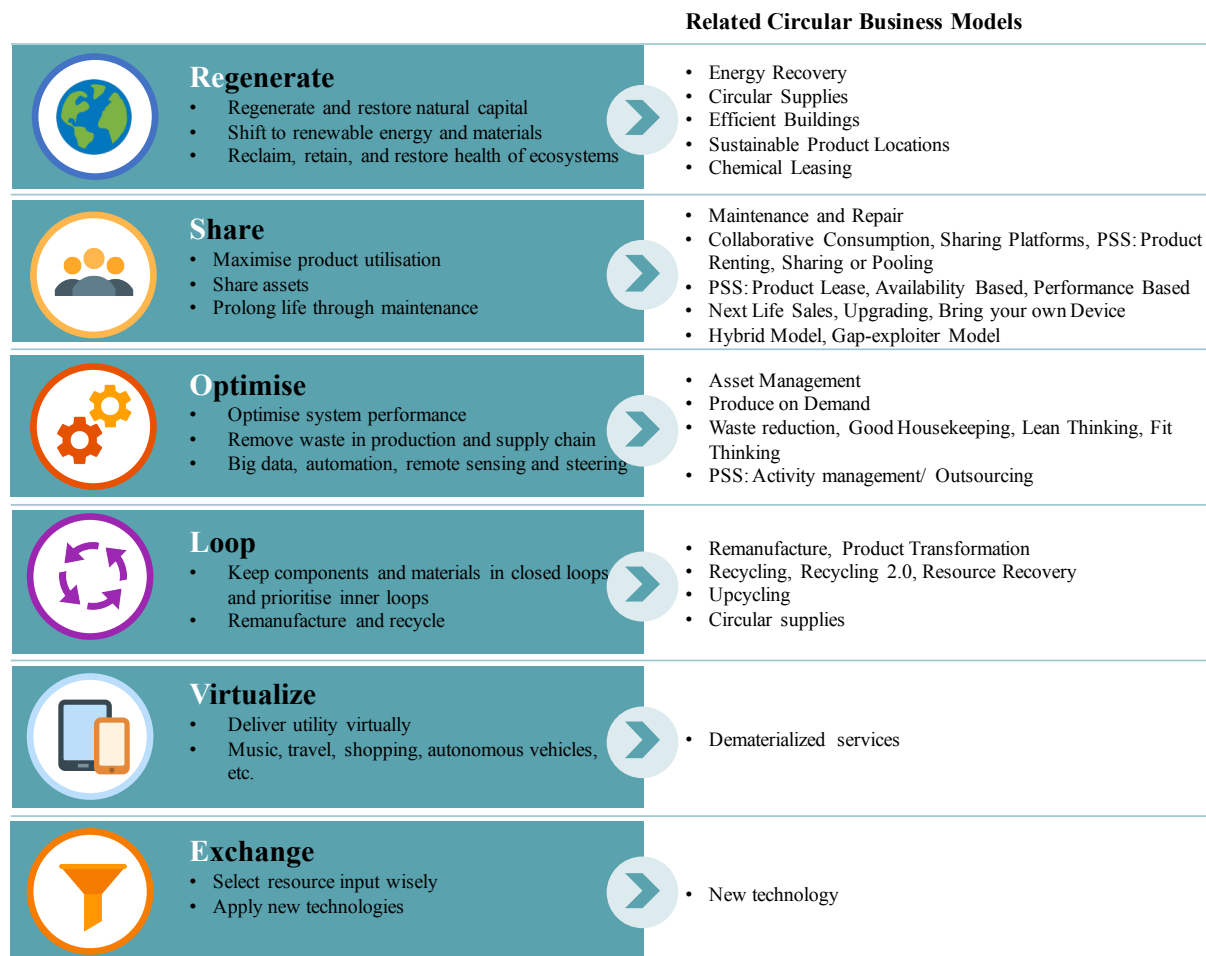 Related Circular Business Models
Regenerate
• Regenerate and restore natural capital
• Shift to renewable energy and materials
• Reclaim, retain, and restore health of ecosystems
• Energy Recovery
• Circular Supplies
• Efficient Buildings
• Sustainable Product Locations
• Chemical Leasing
Share
• Maximise product utilisation
• Share assets
• Prolong life through maintenance
• Maintenance and Repair
• Collaborative Consumption, Sharing Platforms, PSS: Product
Renting, Sharing or Pooling
• PSS: Product Lease, Availability Based, Performance Based
• Next Life Sales, Upgrading, Bring your own Device
• Hybrid Model, Gap-exploiter Model
Optimise
• Optimise system performance
• Remove waste in production and supply chain
• Big data, automation, remote sensing and steering
• Asset Management
• Produce on Demand
• Waste reduction, Good Housekeeping, Lean Thinking, Fit
Thinking
• PSS: Activity management/ Outsourcing
Loop
• Keep components and materials in closed loops
and prioritise inner loops
• Remanufacture and recycle
• Remanufacture, Product Transformation
• Recycling, Recycling 2.0, Resource Recovery
• Upcycling
• Circular supplies
Virtualize
• Deliver utility virtually
• Music, travel, shopping, autonomous vehicles,
etc.
• Dematerialized services
Exchange
• Select resource input wisely
• Apply new technologies
• New technology